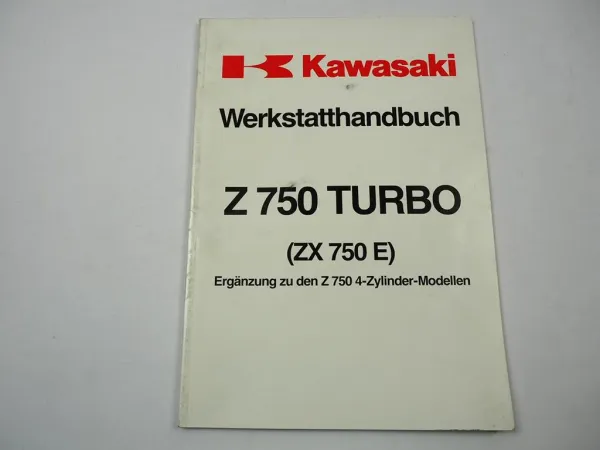 Kawasaki
Werkstatthandbuch
Z 750 TURBO
(ZX 750 E)
Ergänzung zu den Z 750 4-Zylinder-Modellen